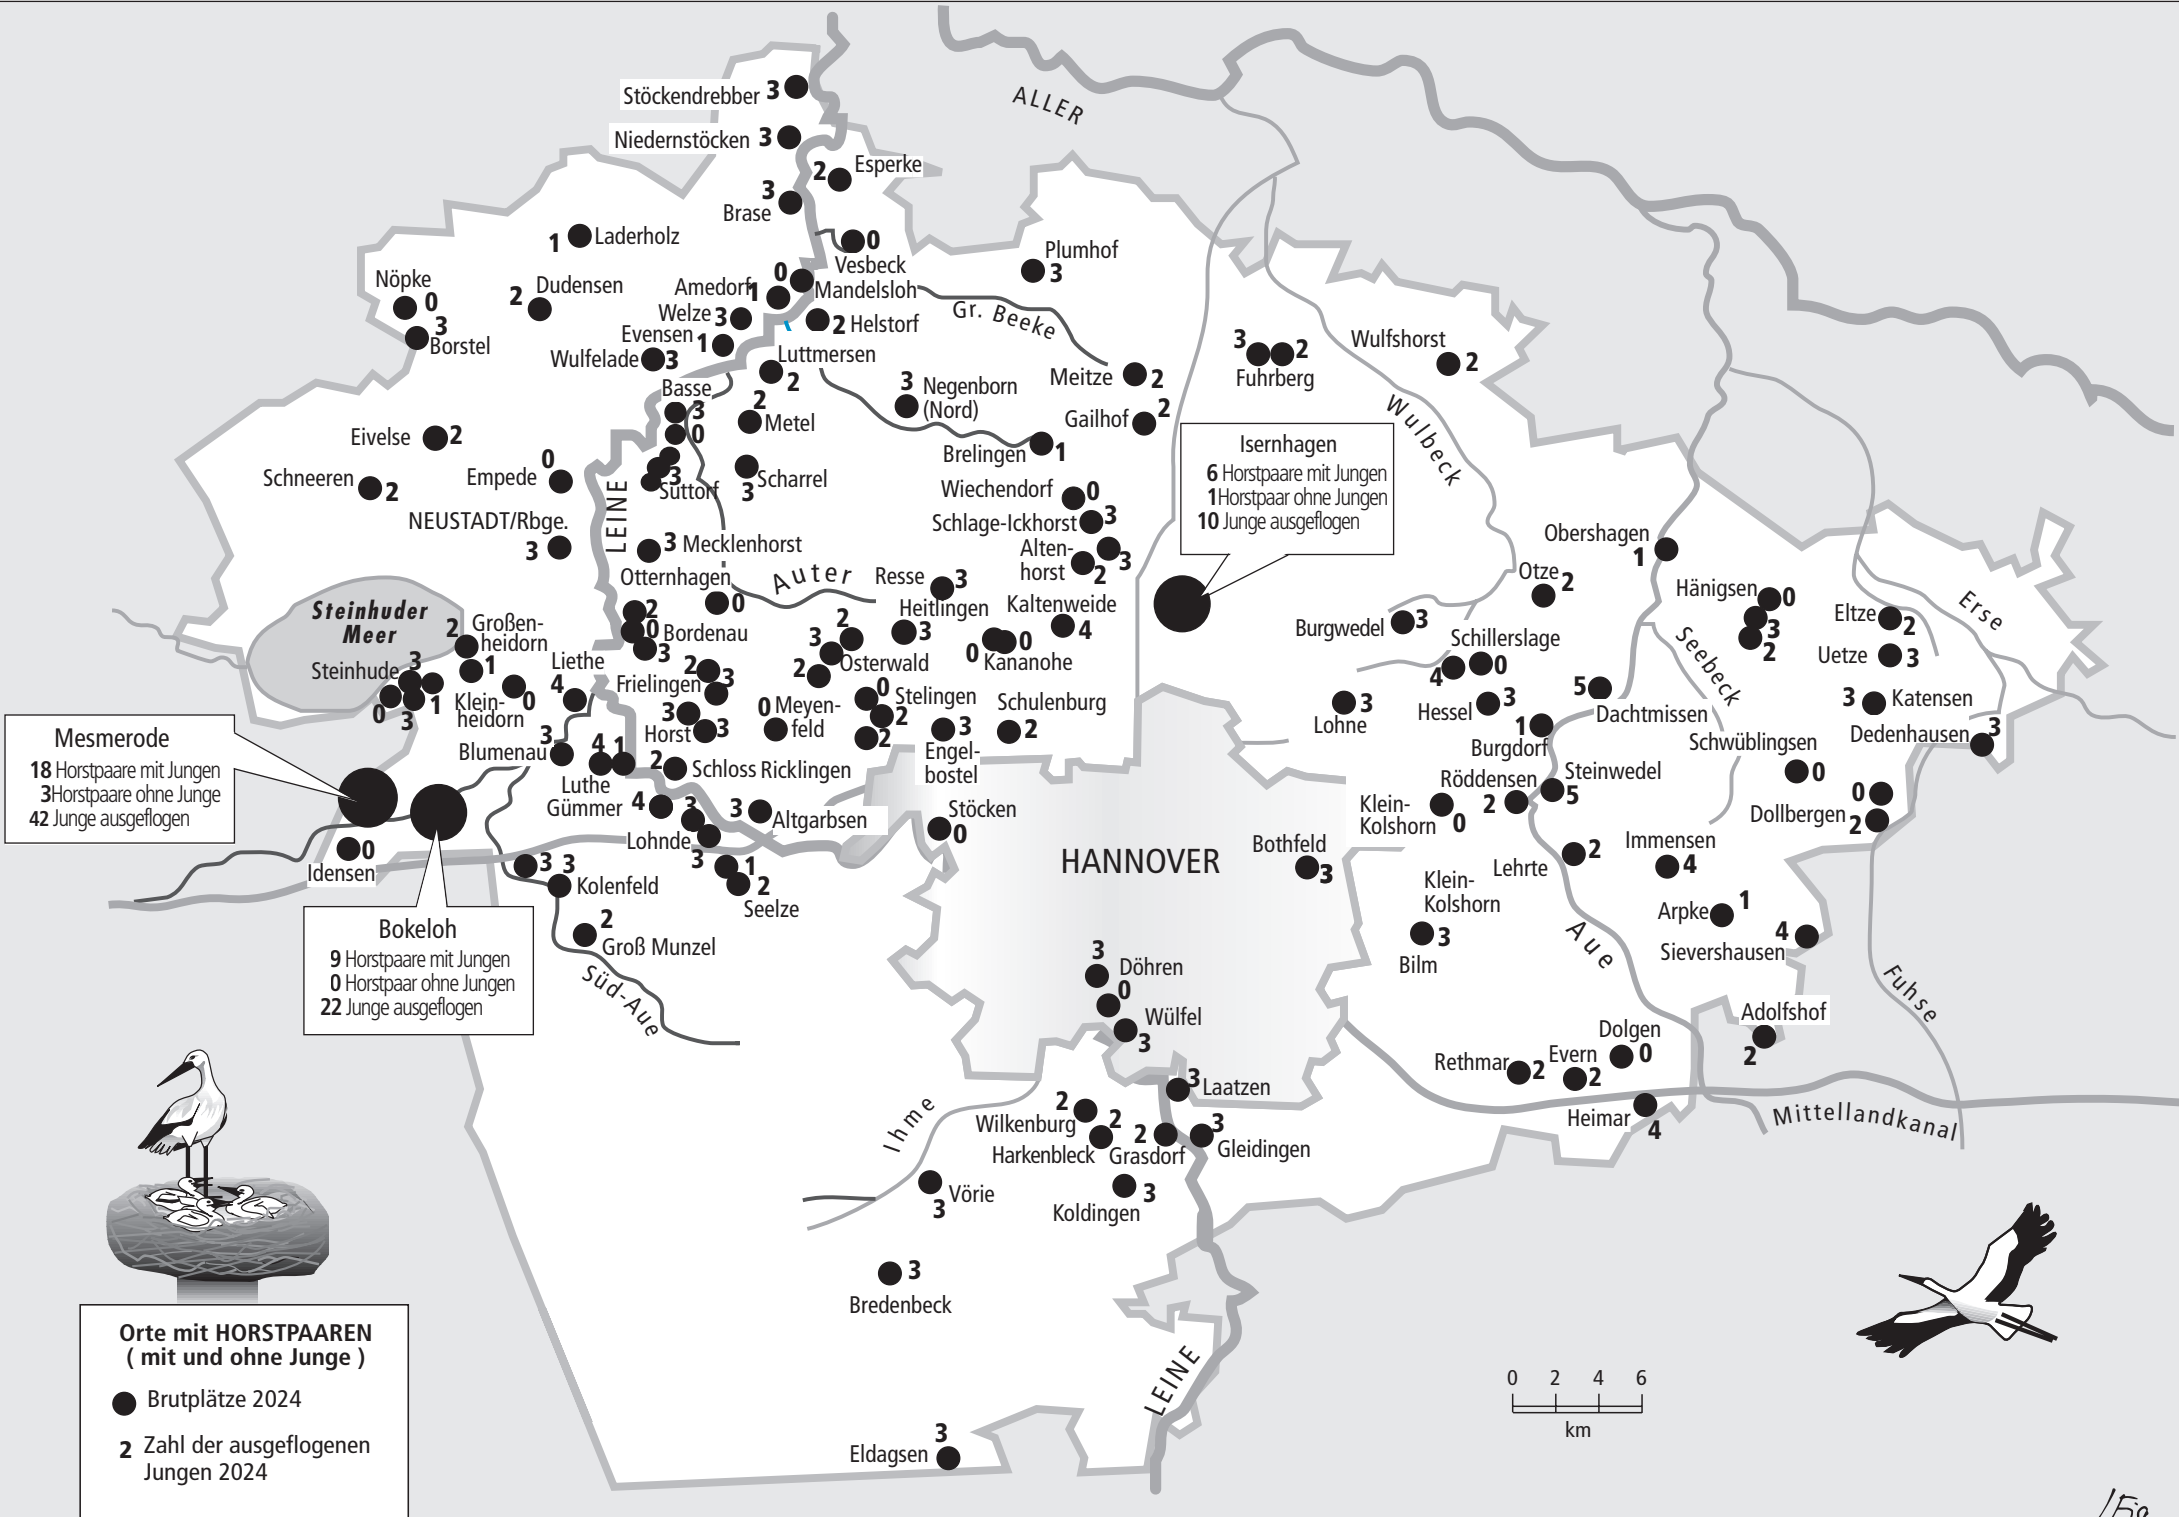 ALLER
Stöckendrebber 3
Niedernstöcken 3
2 Esperke
3
Brase
1 Laderholz
0
Vesbeck
Plumhof
3
Nöpke
0
3
Borstel
2 Dudensen
0
Mandelsloh
Amedorf
1
Welze 3
Evensen
1
2 Helstorf
Gr. Beeke
Wulfelade 3
Luttmersen
2
3 2
Fuhrberg
Wulfshorst
2
Meitze 2
Gailhof 2
Basse
3
0
2
Metel
3 Negenborn
(Nord)
Wulbeck
Eivelse 2
Brelingen 1
Isernhagen
6 Horstpaare mit Jungen
1 Horstpaar ohne Jungen
10 Junge ausgeflogen
Schneeren 2
0
Empede
3
Suttorf
Scharrel
3
LEINE
Wiechendorf 0
Schlage-Ickhorst 3
NEUSTADT/Rbge.
3
3 Mecklenhorst
Alten-
horst
3
2
Obershagen
1
Otternhagen
0
Auter
Resse 3
Otze 2
Hänigsen 0
3
2
Eltze
2
Erse
Steinhuder
Meer
2 Großen-
heidorn
1
2
0
3
Bordenau
Heitlingen
3
2
3
2
Osterwald
Kaltenweide
4
0 0
Kananohe
Burgwedel 3
Schillerslage
4 0
Seebeck
Uetze 3
Steinhude 3
0 3 1
Klein-
heidorn
0
Liethe
4
2
Frielingen 3
0 Meyen-
feld
0
Stelingen
2
2
Schulenburg
2
3
Lohne
Hessel 3
5
Dachtmissen
3 Katensen
Dedenhausen 3
Mesmerode
18 Horstpaare mit Jungen
3 Horstpaare ohne Junge
42 Junge ausgeflogen
3
Blumenau
3
Horst 3
3
Engel-
bostel
1
Burgdorf
Schwüblingsen
0
4 1
Luthe
2
Schloss Ricklingen
Röddensen
2
Steinwedel
5
0
Dollbergen
2
Gümmer 4
3
Lohnde
3
3
Altgarbsen
Stöcken
0
Klein-
Kolshorn 0
HANNOVER
Bothfeld
3
Lehrte 2
Immensen
4
0
Idensen
3 3
Kolenfeld
1
2
Seelze
Klein-
Kolshorn
Arpke 1
Bokeloh
9 Horstpaare mit Jungen
0 Horstpaar ohne Jungen
22 Junge ausgeflogen
2
Groß Munzel
Süd-Aue
3
Bilm
Aue
4
Sievershausen
3
Döhren
0
Wülfel
3
Fuhse
Adolfshof
2
Rethmar 2
Evern
2
Dolgen
0
Heimar
4
Mittellandkanal
3 Laatzen
Ihme
2
Wilkenburg
2
Harkenbleck
2
Grasdorf
3
Gleidingen
Vörie
3
3
Koldingen
3
Bredenbeck
LEINE
3
Eldagsen
Orte mit HORSTPAAREN
( mit und ohne Junge )
Brutplätze 2024
2 Zahl der ausgeflogenen
Jungen 2024
0 2 4 6
km